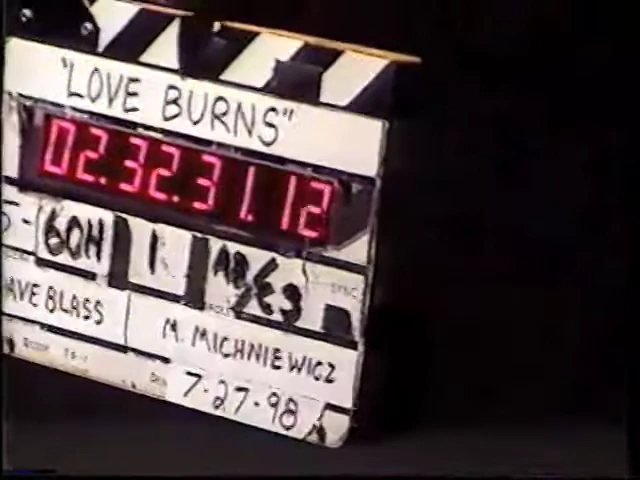 "LOVE BURNS"
02.32.31.12
60H 1
AVE BLASS M. MICHNIEWICZ
7-27-98